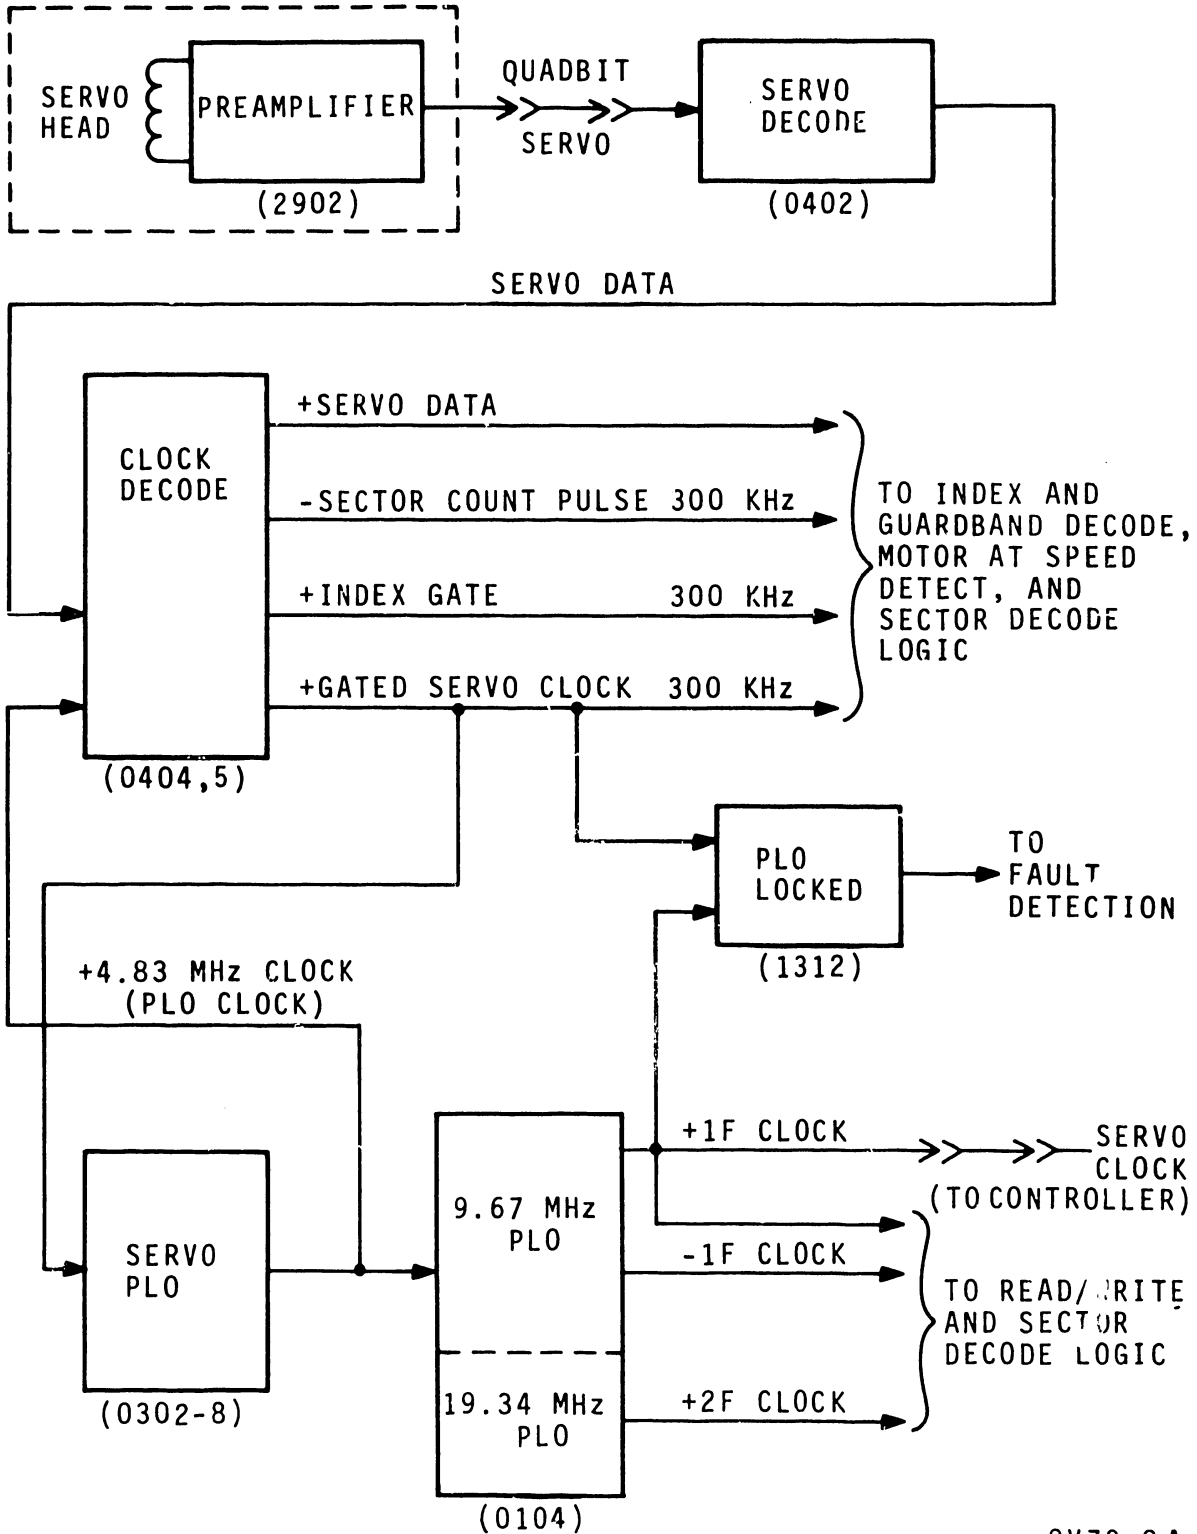 SERVO
HEAD
PREAMPLIFIER
(2902)
QUADBIT
SERVO
SERVO
DECODE
(0402)
SERVO DATA
CLOCK
DECODE
(0404,5)
+SERVO DATA
-SECTOR COUNT PULSE 300 KHz
+INDEX GATE 300 KHz
+GATED SERVO CLOCK 300 KHz
TO INDEX AND
GUARDBAND DECODE,
MOTOR AT SPEED
DETECT, AND
SECTOR DECODE
LOGIC
PLO
LOCKED
(1312)
TO
FAULT
DETECTION
+4.83 MHz CLOCK
(PLO CLOCK)
SERVO
PLO
(0302-8)
9.67 MHz
PLO
19.34 MHz
PLO
(0104)
+1F CLOCK
SERVO
CLOCK
(TO CONTROLLER)
-1F CLOCK
+2F CLOCK
TO READ/WRITE
AND SECTOR
DECODE LOGIC